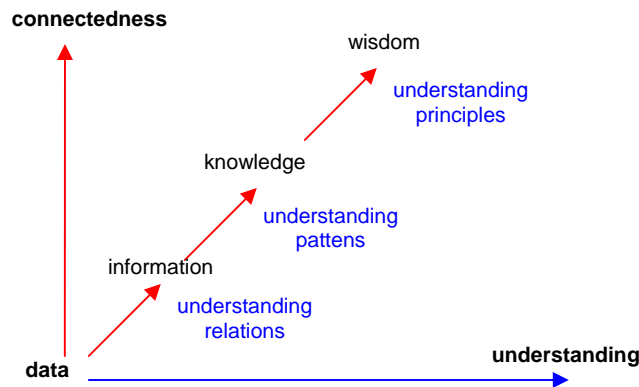 connectedness
wisdom
understanding
principles
knowledge
understanding
pattens
information
understanding
relations
understanding
data